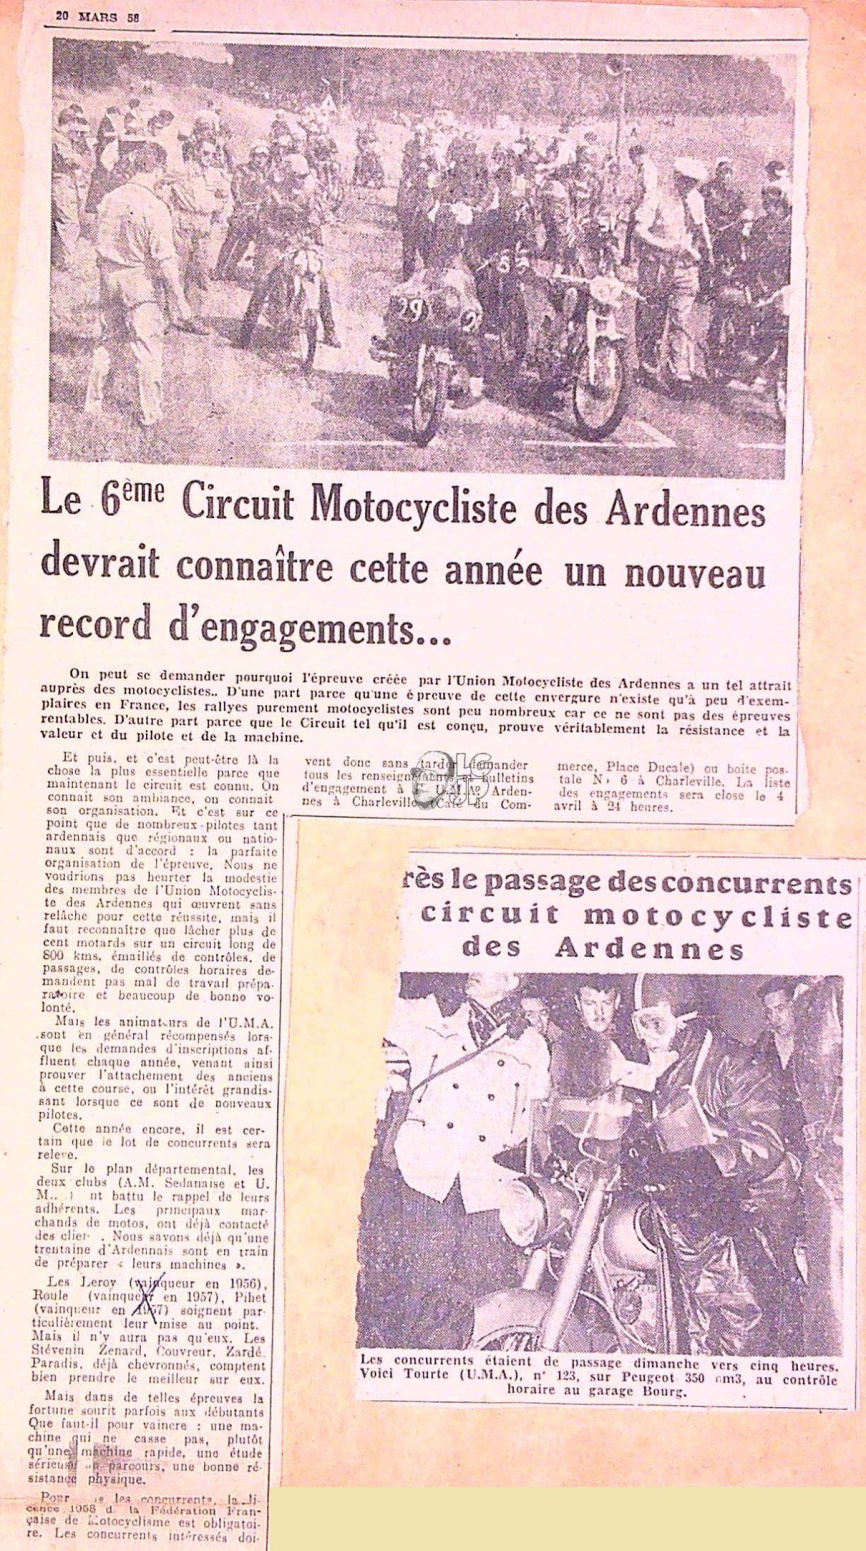 20 MARS 58
Le 6ème Circuit Motocycliste des Ardennes
devrait connaître cette année un nouveau
record d'engagements...
On peut se demander pourquoi l'épreuve créée par l'Union Motocycliste des Ardennes a un tel attrait
auprès des motocyclistes.. D'une part parce qu'une épreuve de cette envergure n'existe qu'à peu d'exem-
plaires en France, les rallyes purement motocyclistes sont peu nombreux car ce ne sont pas des épreuves
rentables. D'autre part parce que le Circuit tel qu'il est conçu, prouve véritablement la résistance et la
valeur et du pilote et de la machine.
Et puis, et c'est peut-être là la
chose la plus essentielle parce que
maintenant le circuit est connu. On
connait son ambiance, on connait
son organisation. Et c'est sur ce
point que de nombreux pilotes tant
ardennais que régionaux ou natio-
naux sont d'accord : la parfaite
organisation de l'épreuve. Nous ne
voudrions pas heurter la modestie
des membres de l'Union Motocyclis-
te des Ardennes qui œuvrent sans
relâche pour cette réussite, mais il
faut reconnaître que lâcher plus de
cent motards sur un circuit long de
800 kms, émaillés de contrôles, de
passages, de contrôles horaires de-
mandent pas mal de travail prépa-
ratoire et beaucoup de bonne vo-
lonté.
Mais les animateurs de l'U.M.A.
sont en général récompensés lors-
que les demandes d'inscriptions af-
fluent chaque année, venant ainsi
prouver l'attachement des anciens
à cette course, ou l'intérêt grandis-
sant lorsque ce sont de nouveaux
pilotes.
Cette année encore, il est cer-
tain que le lot de concurrents sera
relevé.
Sur le plan départemental, les
deux clubs (A.M. Sedanaise et U.
M.. ) nt battu le rappel de leurs
adhérents. Les principaux mar-
chands de motos, ont déjà contacté
des clier . Nous savons déjà qu'une
trentaine d'Ardennais sont en train
de préparer « leurs machines ».
Les Leroy (vainqueur en 1956),
Roule (vainqueur en 1957), Pihet
(vainqueur en 1957) soignent par-
ticulièrement leur mise au point.
Mais il n'y aura pas qu'eux. Les
Stévenin Zenard, Couvreur, Zardé,
Paradis, déjà chevronnés, comptent
bien prendre le meilleur sur eux.
Mais dans de telles épreuves la
fortune sourit parfois aux débutants
Que faut-il pour vaincre : une ma-
chine qui ne casse pas, plutôt
qu'une machine rapide, une étude
sérieuse parcours, une bonne ré-
sistance physique.
Pour les concurrents, la li-
cence 1958 d la Fédération Fran-
çaise de Motocyclisme est obligatoi-
re. Les concurrents intéressés doi-
vent donc sans tarder demander
tous les renseignements bulletins
d'engagement à Arden-
nes à Charleville (Café du Com-
merce, Place Ducale) ou boîte pos-
tale N° 6 à Charleville. La liste
des engagements sera close le 4
avril à 24 heures.
rès le passage des concurrents
circuit motocycliste
des Ardennes
Les concurrents étaient de passage dimanche vers cinq heures.
Voici Tourte (U.M.A.), n° 123, sur Peugeot 350 cm3, au contrôle
horaire au garage Bourg.